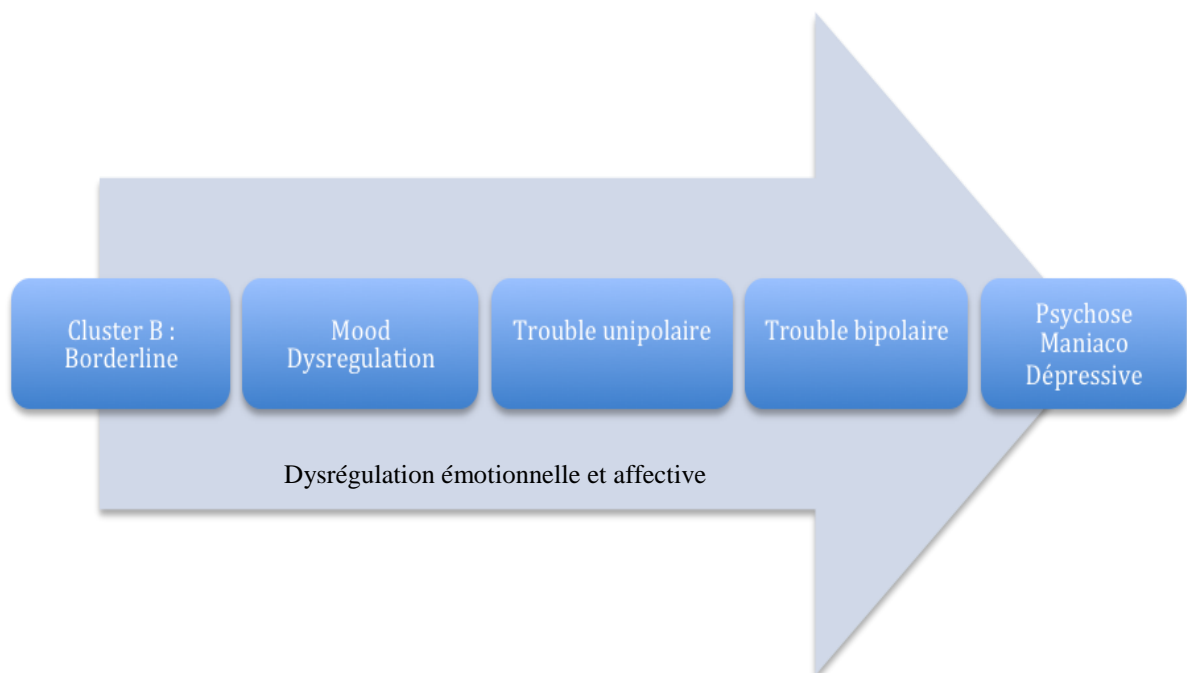 Cluster B :
Borderline
Mood
Dysregulation
Trouble unipolaire
Trouble bipolaire
Psychose
Maniaco
Dépressive
Dysrégulation émotionnelle et affective